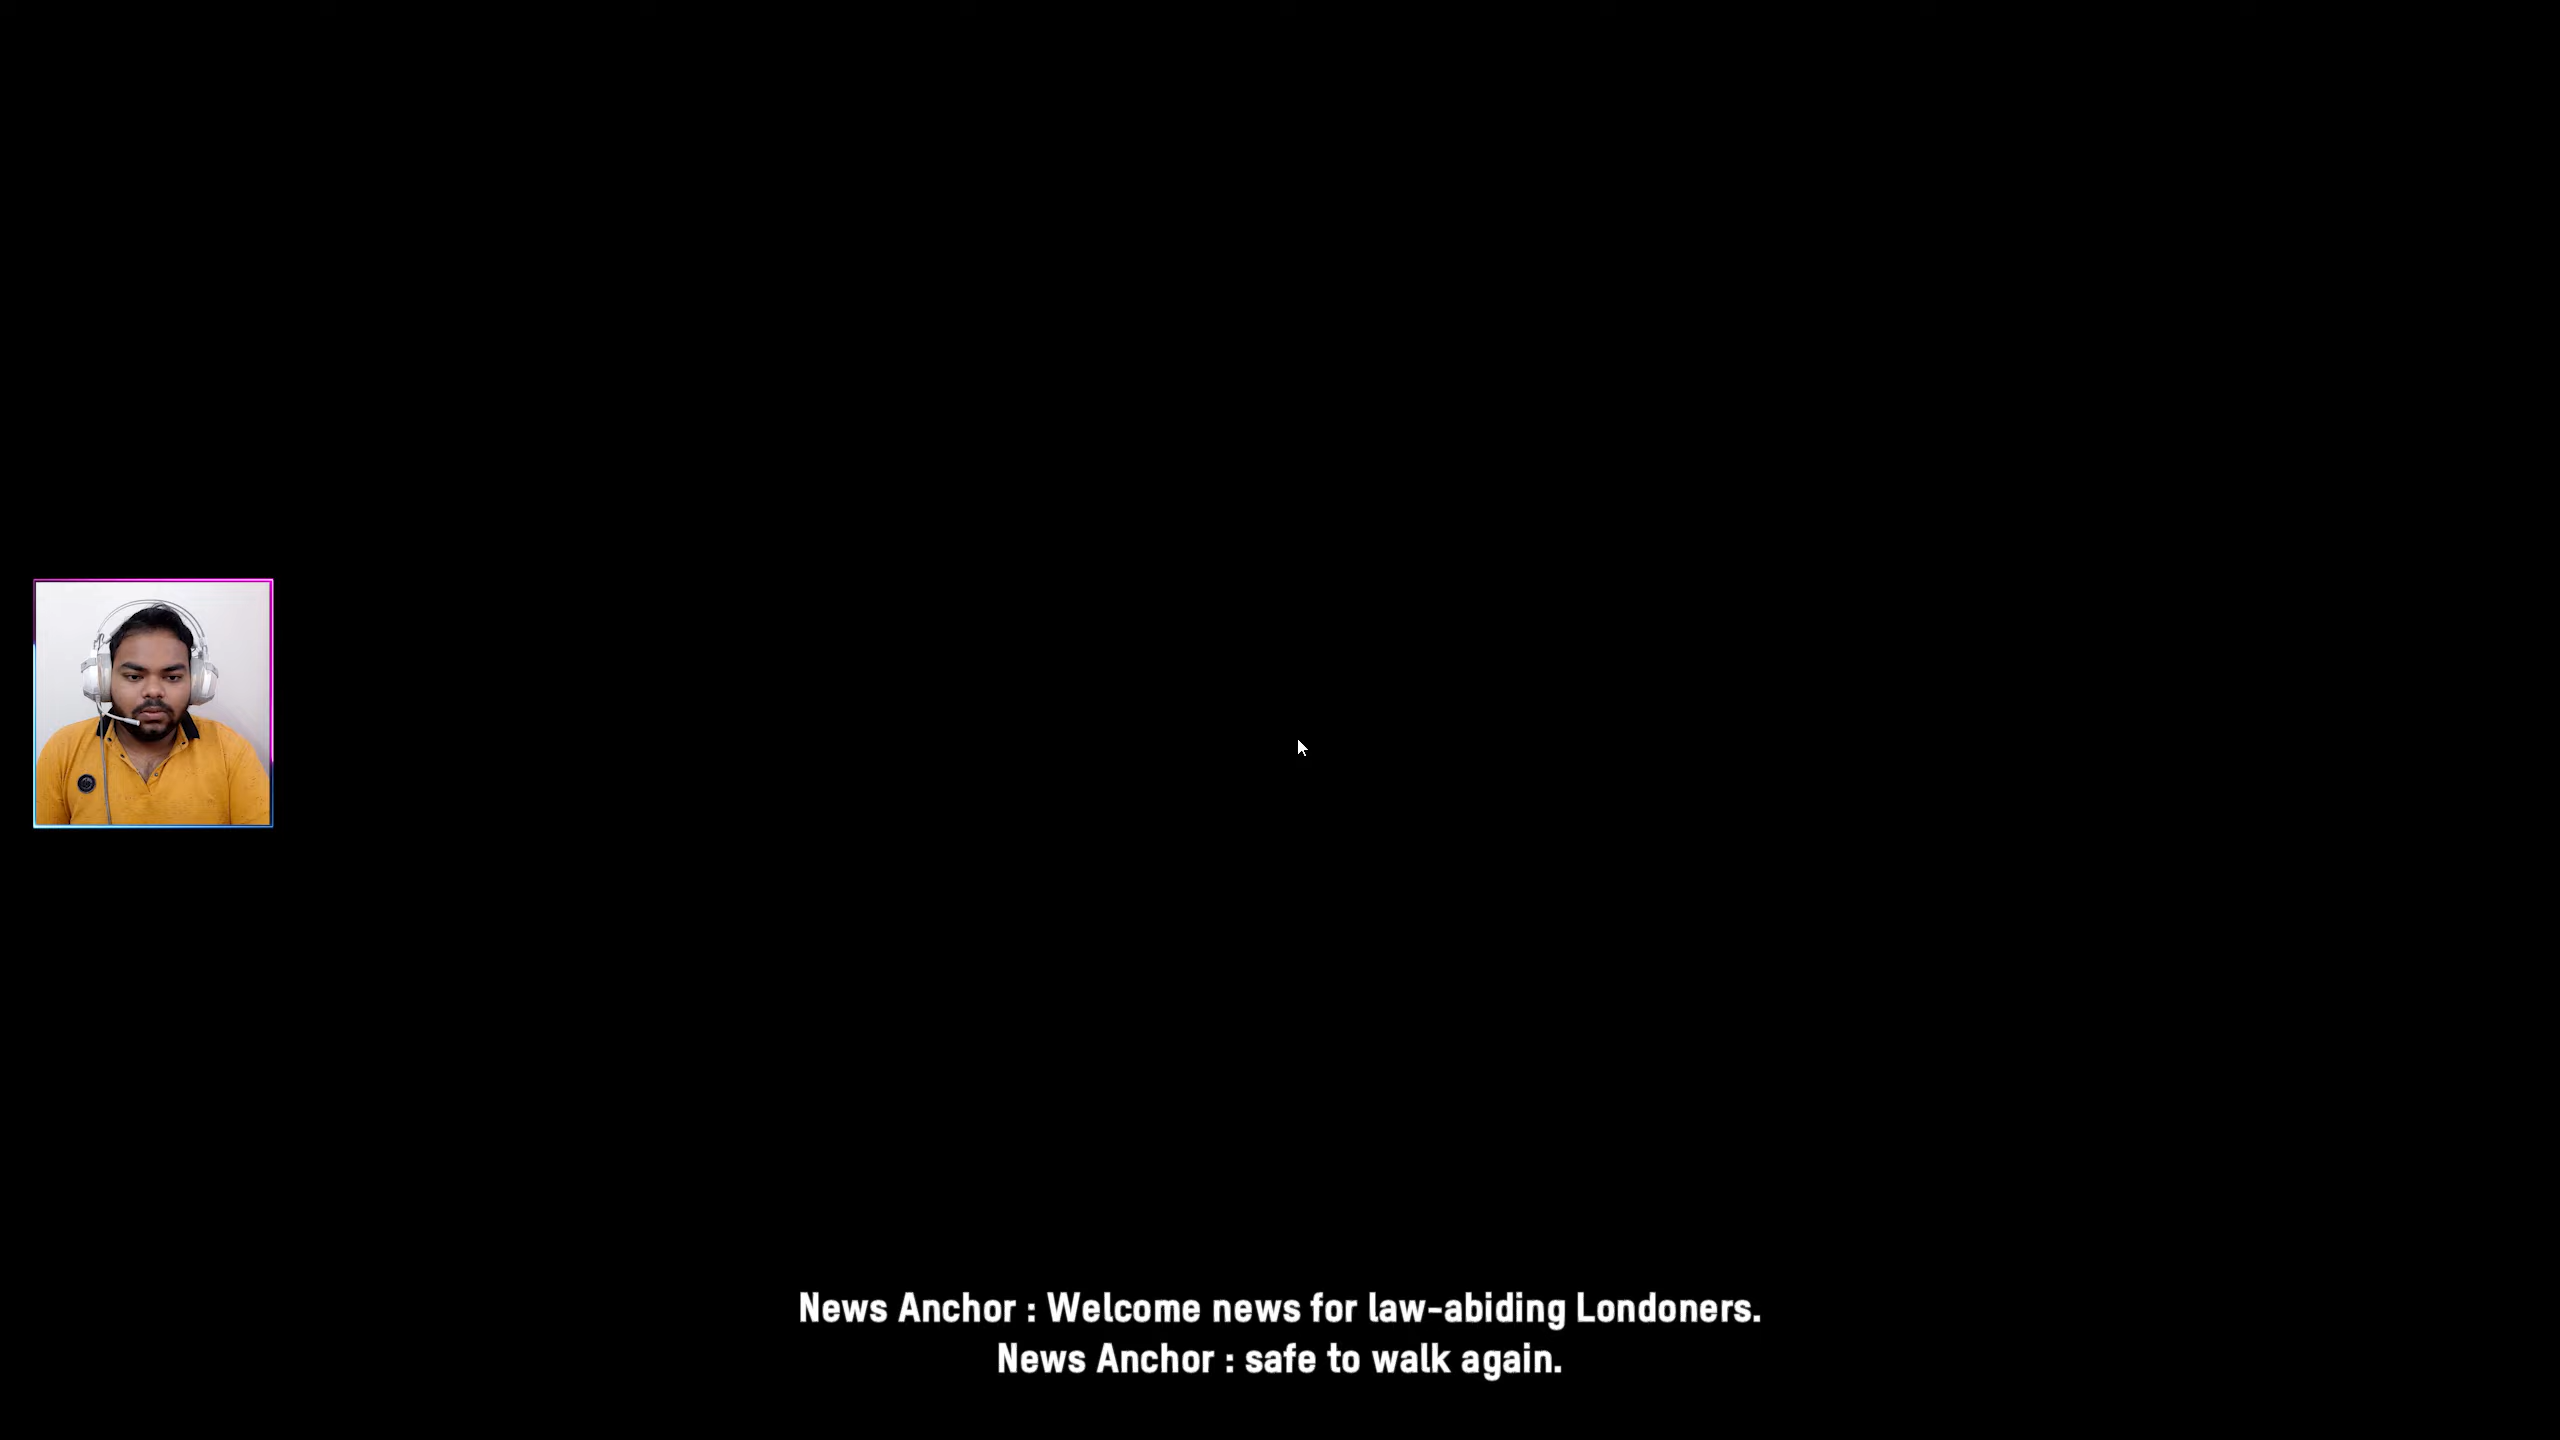 News Anchor : Welcome news for law-abiding Londoners.
News Anchor : safe to walk again.